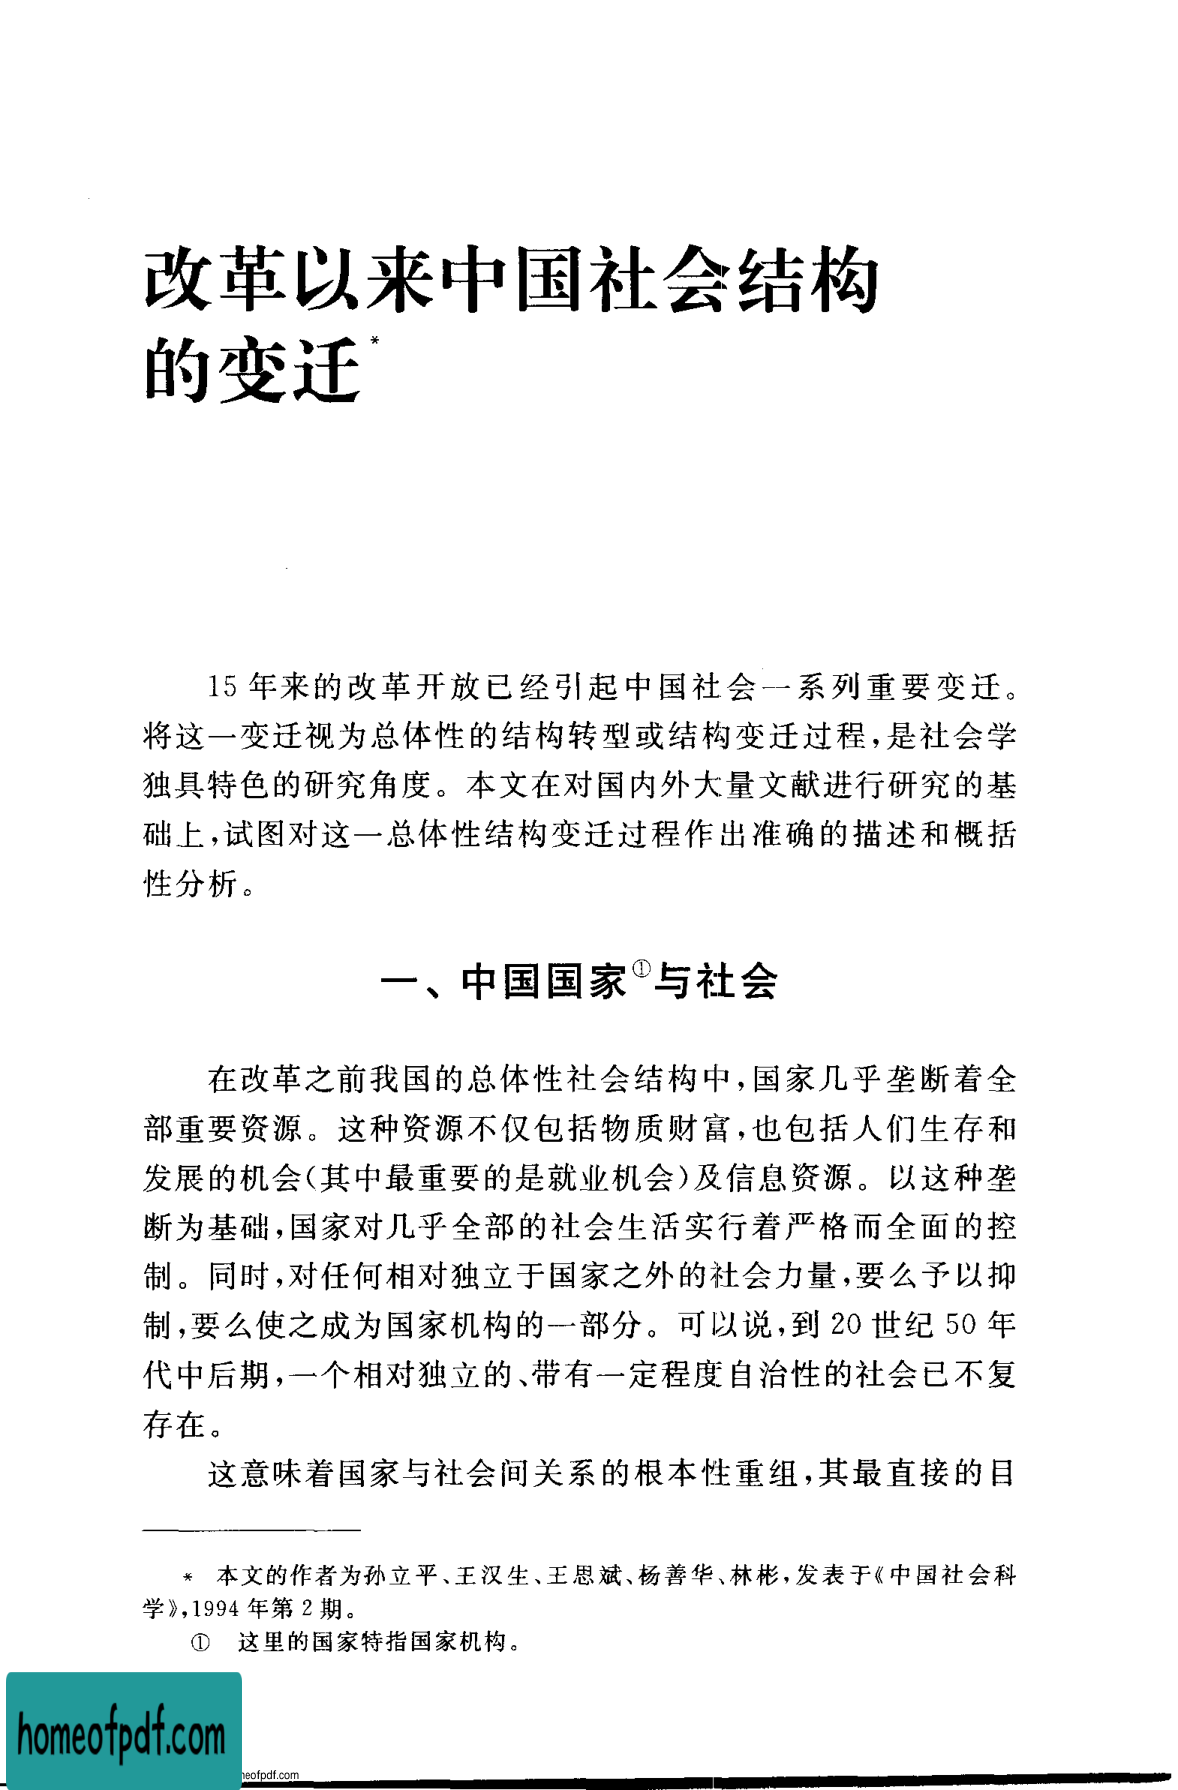 改革以来中国社会结构
的变迁*
15 年来的改革开放已经引起中国社会一系列重要变迁。
将这一变迁视为总体性的结构转型或结构变迁过程,是社会学
独具特色的研究角度。本文在对国内外大量文献进行研究的基
础上,试图对这一总体性结构变迁过程作出准确的描述和概括
性分析。
一、中国国家①与社会
在改革之前我国的总体性社会结构中,国家几乎垄断着全
部重要资源。这种资源不仅包括物质财富,也包括人们生存和
发展的机会(其中最重要的是就业机会)及信息资源。以这种垄
断为基础,国家对几乎全部的社会生活实行着严格而全面的控
制。同时,对任何相对独立于国家之外的社会力量,要么予以抑
制,要么使之成为国家机构的一部分。可以说,到 20 世纪 50 年
代中后期,一个相对独立的、带有一定程度自治性的社会已不复
存在。
这意味着国家与社会间关系的根本性重组,其最直接的目
* 本文的作者为孙立平、王汉生、王思斌、杨善华、林彬,发表于《中国社会科
学》,1994 年第 2 期。
① 这里的国家特指国家机构。
homeofpdf.com
neofpdf.com